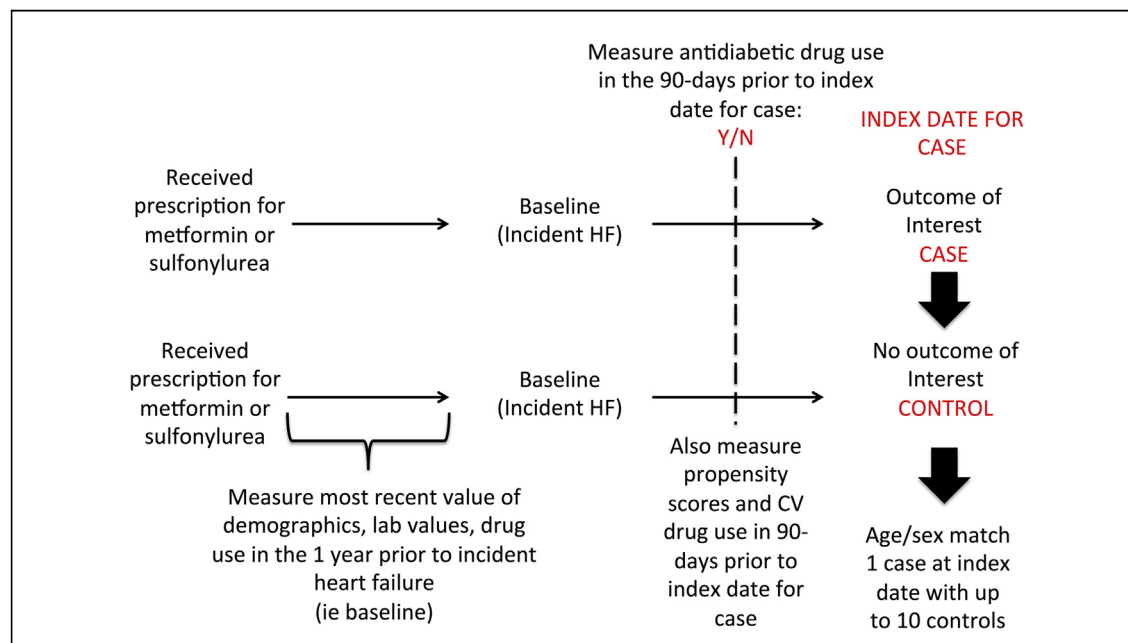 Measure antidiabetic drug use
in the 90-days prior to index
date for case:
Y/N
INDEX DATE FOR
CASE
Received
prescription for
metformin or
sulfonylurea
Baseline
(Incident HF)
Outcome of
Interest
CASE
Received
prescription for
metformin or
sulfonylurea
Baseline
(Incident HF)
No outcome of
Interest
CONTROL
Measure most recent value of
demographics, lab values, drug
use in the 1 year prior to incident
heart failure
(ie baseline)
Also measure
propensity
scores and CV
drug use in 90-
days prior to
index date for
case
Age/sex match
1 case at index
date with up
to 10 controls